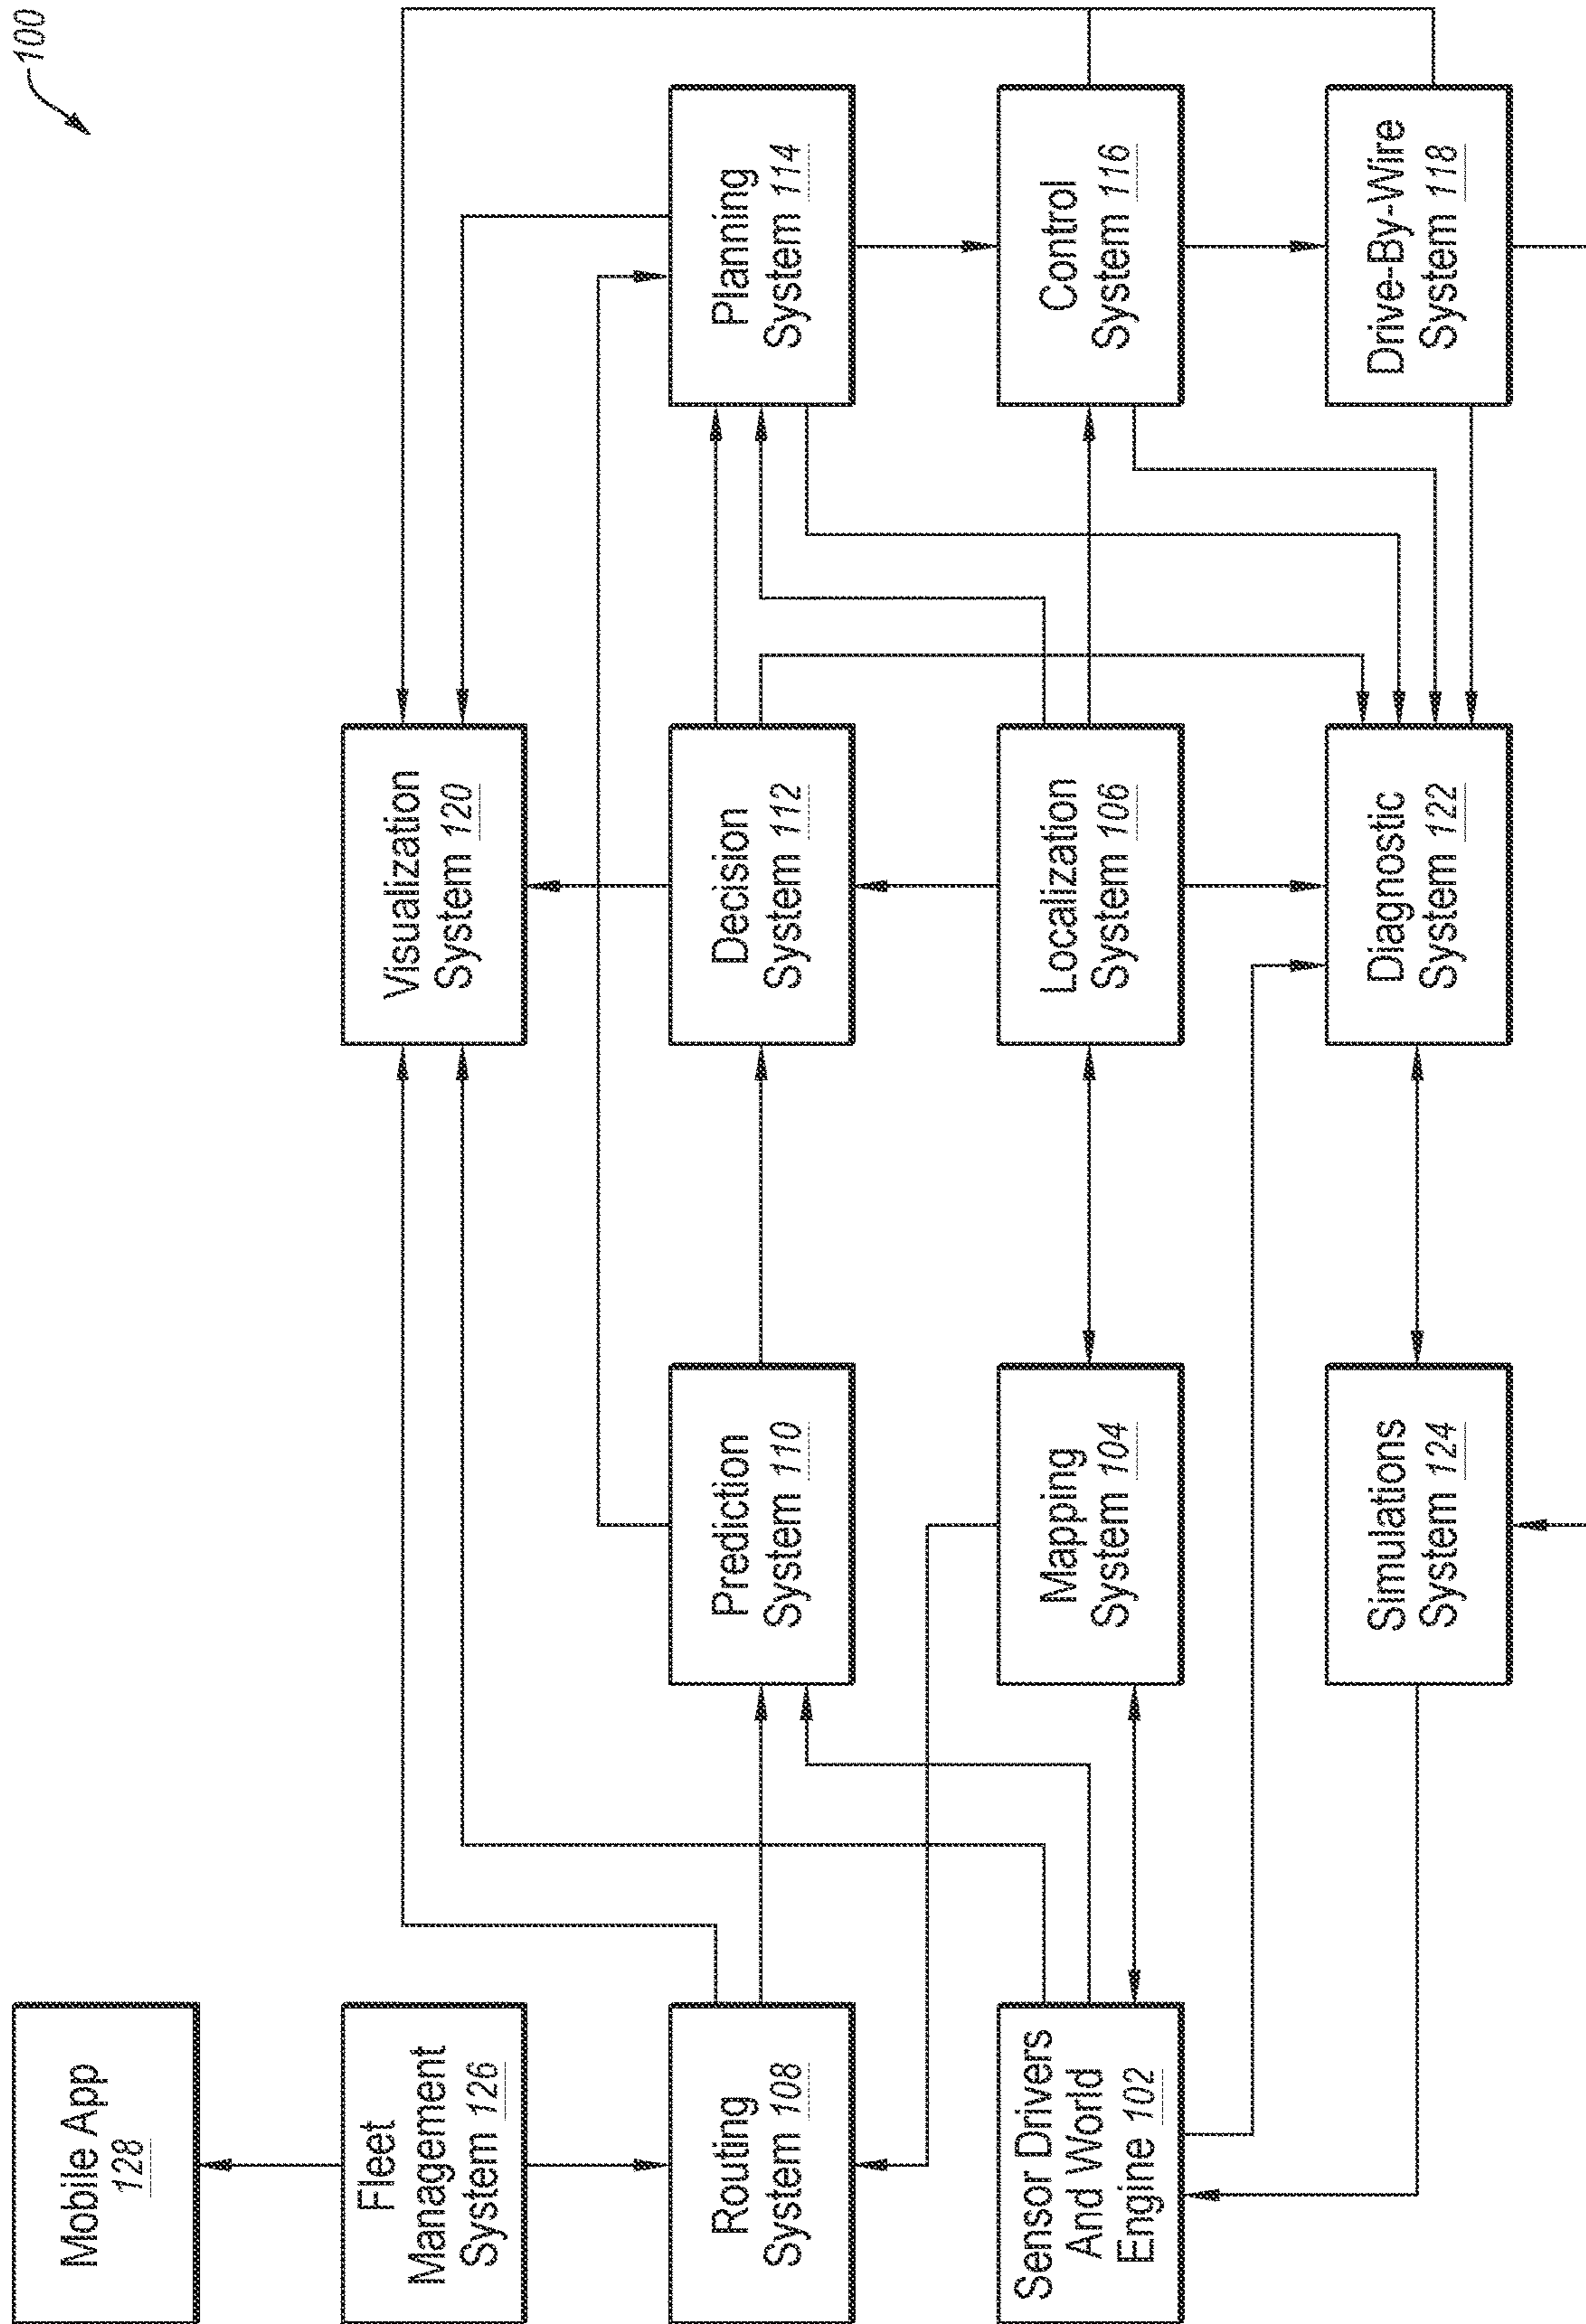 100
Mobile App
128
Fleet
Management
System 126
Visualization
System 120
Routing
System 108
Prediction
System 110
Decision
System 112
Planning
System 114
Sensor Drivers
And World
Engine 102
Mapping
System 104
Localization
System 106
Control
System 116
Simulations
System 124
Diagnostic
System 122
Drive-By-Wire
System 118